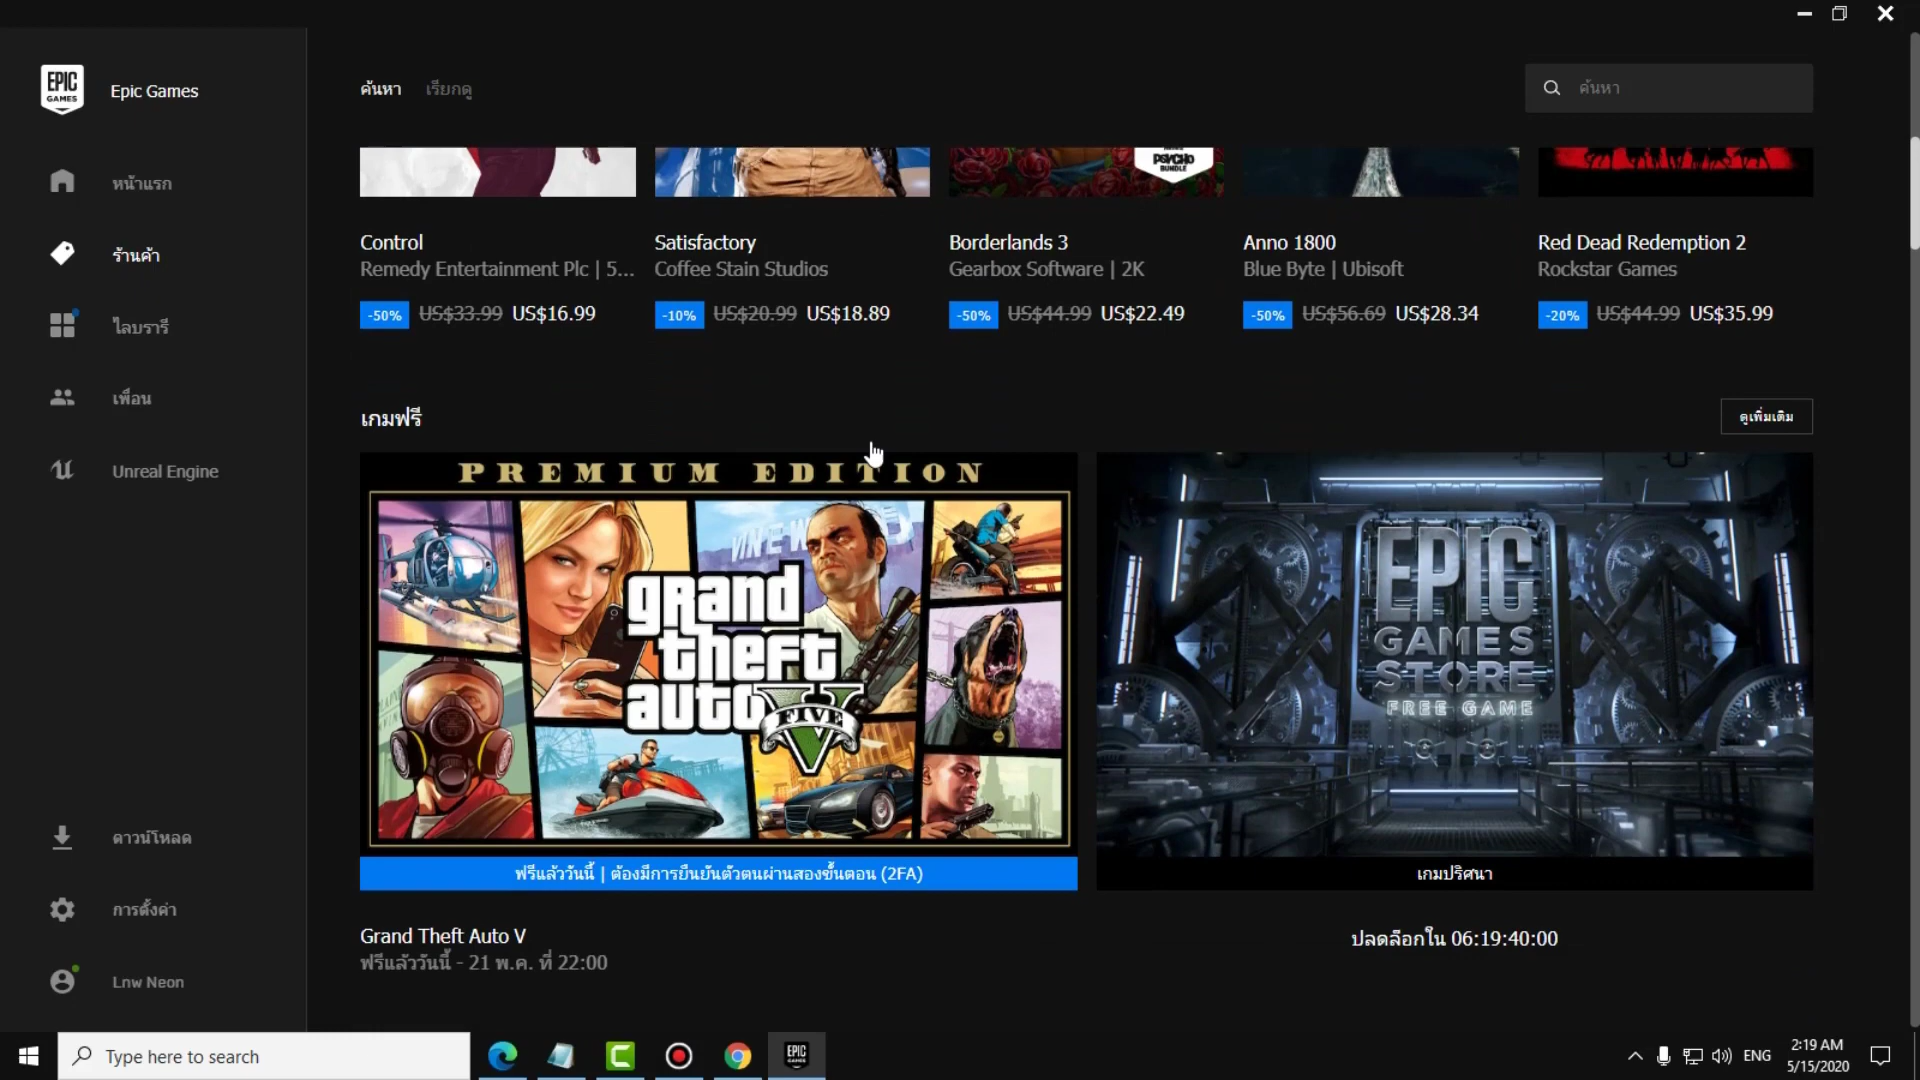 EPIC
GAMES
Epic Games
หน้าแรก
ร้านค้า
ไลบรารี
เพื่อน
Unreal Engine
ดาวน์โหลด
การตั้งค่า
Lnw Neon
ค้นหา
เรียกดู
ค้นหา
PSYCHO
BUNDLE
Control
Remedy Entertainment Plc | 5...
-50% US$33.99 US$16.99
Satisfactory
Coffee Stain Studios
-10% US$20.99 US$18.89
Borderlands 3
Gearbox Software | 2K
-50% US$44.99 US$22.49
Anno 1800
Blue Byte | Ubisoft
-50% US$56.69 US$28.34
Red Dead Redemption 2
Rockstar Games
-20% US$44.99 US$35.99
เกมฟรี
ดูเพิ่มเติม
PREMIUM EDITION
VINEW
grand
theft
auto
FIVE
ฟรีแล้ววันนี้ | ต้องมีการยืนยันตัวตนผ่านสองขั้นตอน (2FA)
Grand Theft Auto V
ฟรีแล้ววันนี้ - 21 พ.ค. ที่ 22:00
EPIC
GAMES
STORE
FREE GAME
เกมปริศนา
ปลดล็อกใน 06:19:40:00
Type here to search
EPIC
GAMES
ENG
2:19 AM
5/15/2020